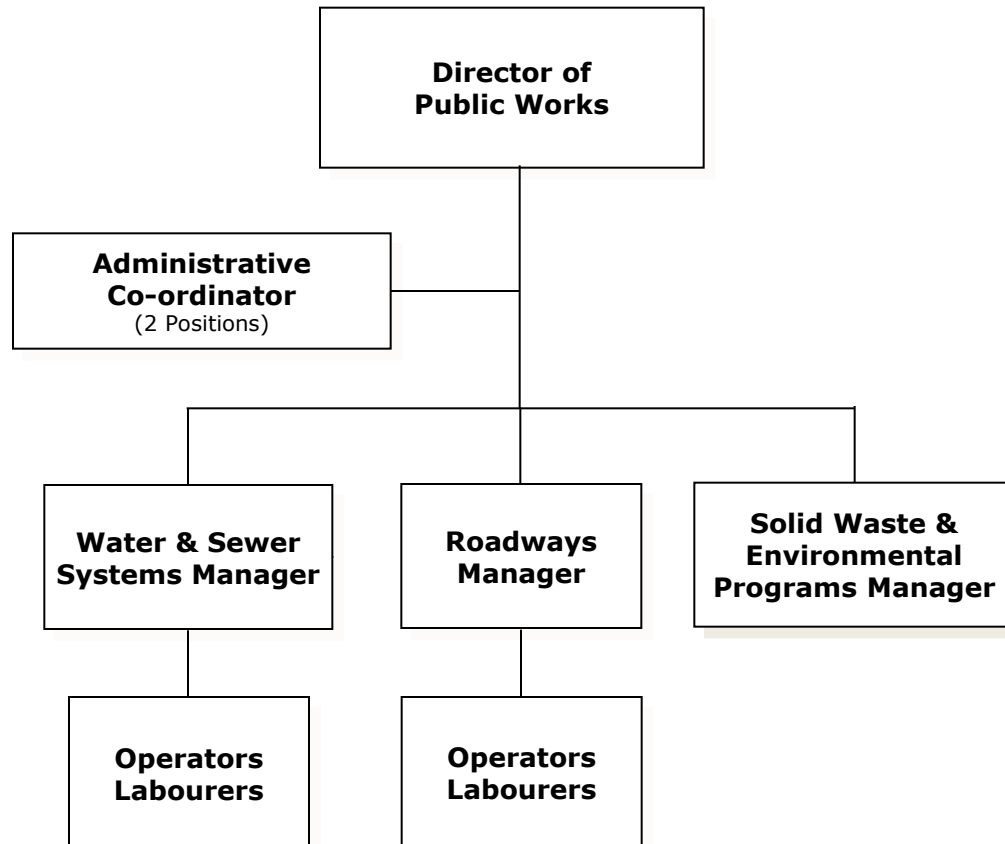 Director of
Public Works
Administrative
Co-ordinator
(2 Positions)
Water & Sewer
Systems Manager
Roadways
Manager
Solid Waste &
Environmental
Programs Manager
Operators
Labourers
Operators
Labourers